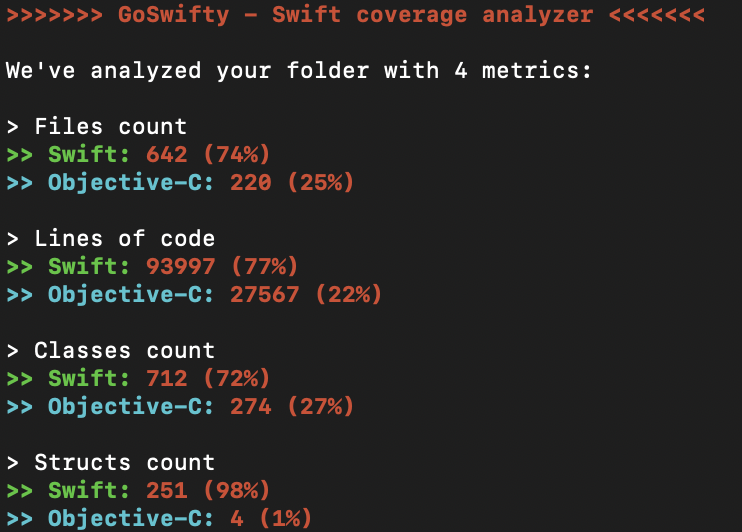 >>>>>>> GoSwifty – Swift coverage analyzer <<<<<<<
We've analyzed your folder with 4 metrics:
> Files count
>> Swift: 642 (74%)
>> Objective-C: 220 (25%)
> Lines of code
>> Swift: 93997 (77%)
>> Objective-C: 27567 (22%)
> Classes count
>> Swift: 712 (72%)
>> Objective-C: 274 (27%)
> Structs count
>> Swift: 251 (98%)
>> Objective-C: 4 (1%)